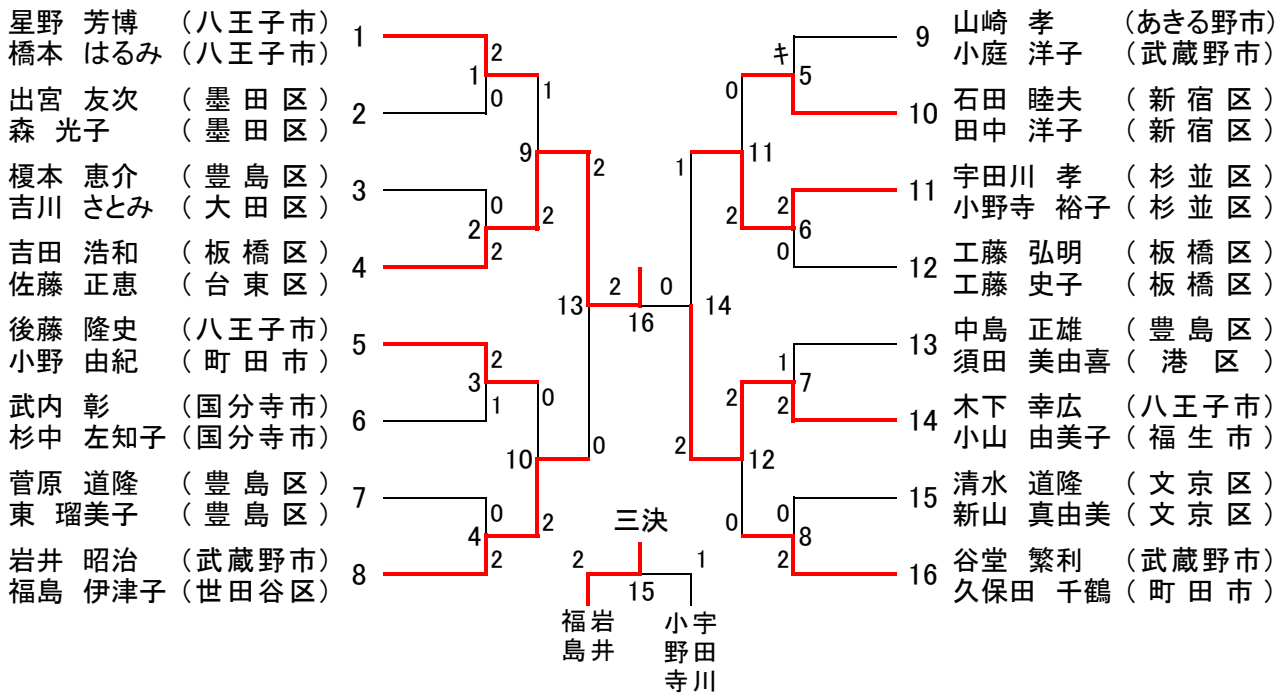 星野 芳博 (八王子市)
橋本 はるみ (八王子市)
1
出宮 友次 (墨田区)
森 光子 (墨田区)
2
榎本 恵介 (豊島区)
吉川 さとみ (大田区)
3
吉田 浩和 (板橋区)
佐藤 正恵 (台東区)
4
後藤 隆史 (八王子市)
小野 由紀 (町田市)
5
武内 彰 (国分寺市)
杉中 左知子 (国分寺市)
6
菅原 道隆 (豊島区)
東 瑠美子 (豊島区)
7
岩井 昭治 (武蔵野市)
福島 伊津子 (世田谷区)
8
2
1
0
0
2
2
2
3
1
0
4
2
1
9
2
0
10
2
2
13
0
2
16
0
三決
2
15
1
福島
岩井
小野寺
宇田川
1
14
2
0
11
2
2
12
0
キ
5
2
6
0
1
7
2
0
8
2
9
山崎 孝 (あきる野市)
小庭 洋子 (武蔵野市)
10
石田 睦夫 (新宿区)
田中 洋子 (新宿区)
11
宇田川 孝 (杉並区)
小野寺 裕子 (杉並区)
12
工藤 弘明 (板橋区)
工藤 史子 (板橋区)
13
中島 正雄 (豊島区)
須田 美由喜 (港区)
14
木下 幸広 (八王子市)
小山 由美子 (福生市)
15
清水 道隆 (文京区)
新山 真由美 (文京区)
16
谷堂 繁利 (武蔵野市)
久保田 千鶴 (町田市)